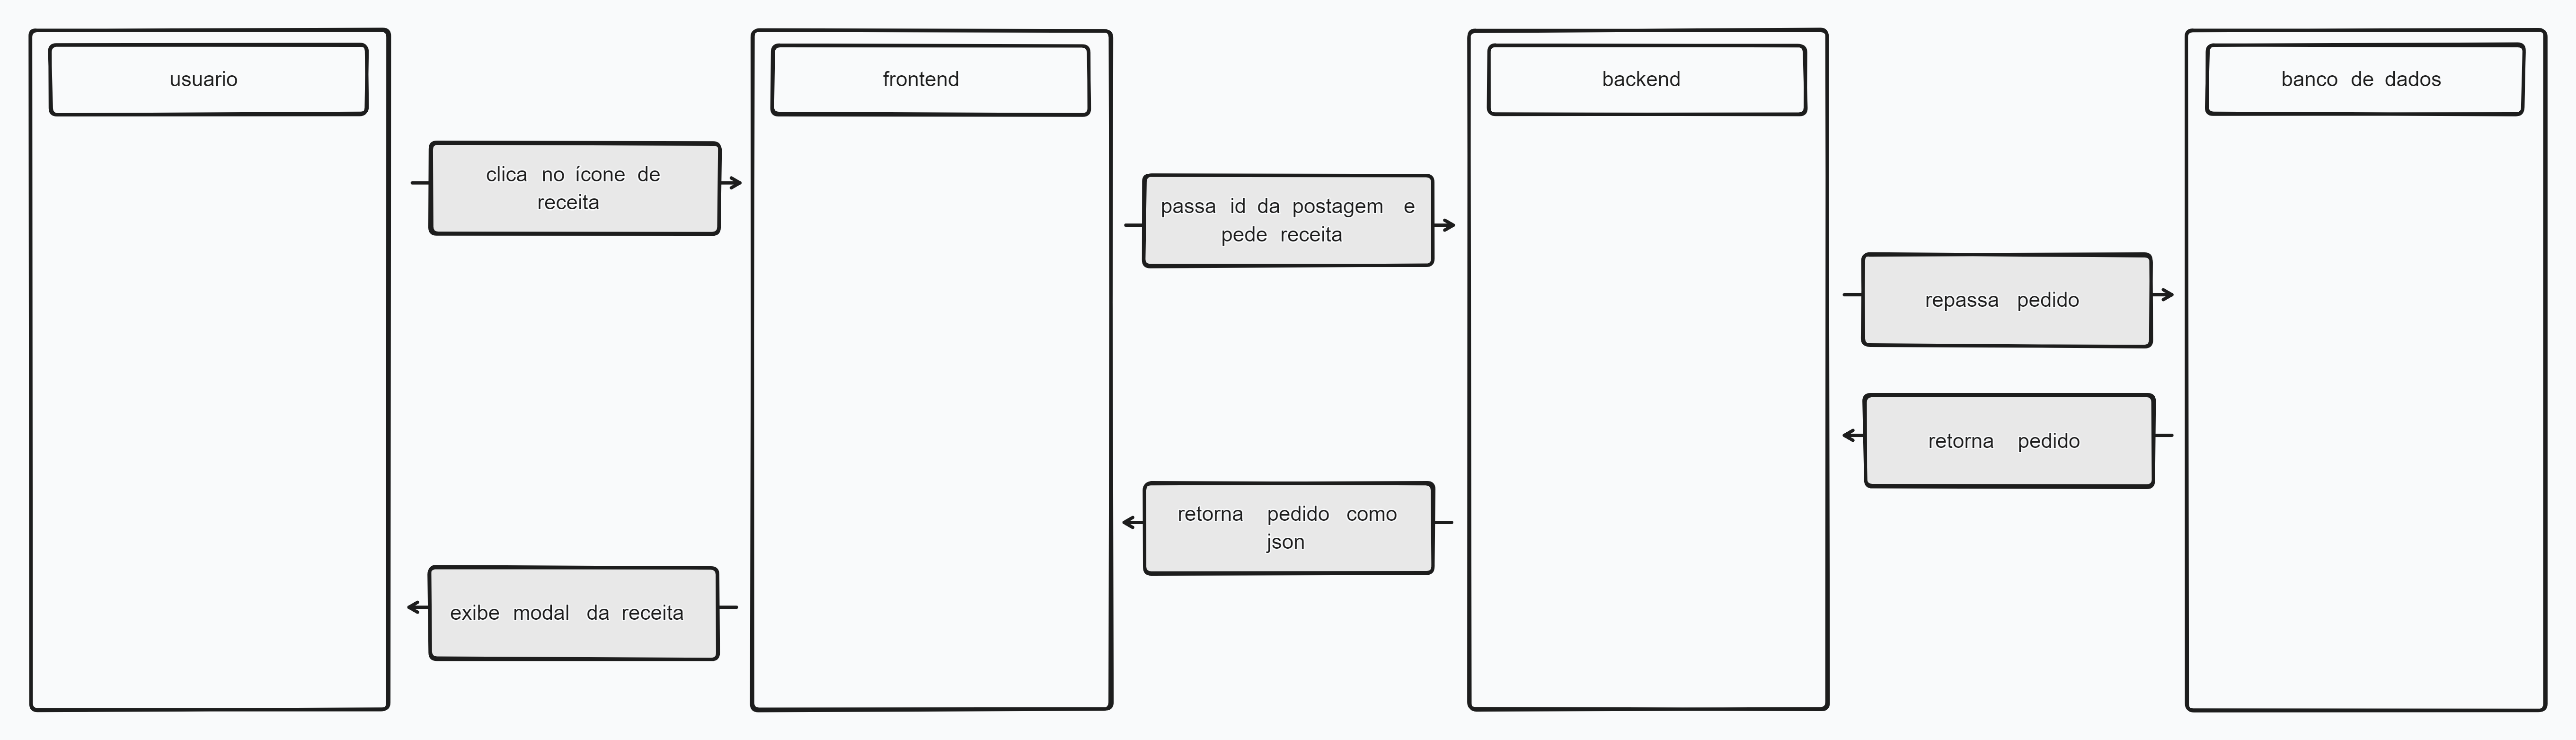 usuario
frontend
backend
banco de dados
clica no ícone de
receita
passa id da postagem e
pede receita
repassa pedido
retorna pedido
retorna pedido como
json
exibe modal da receita